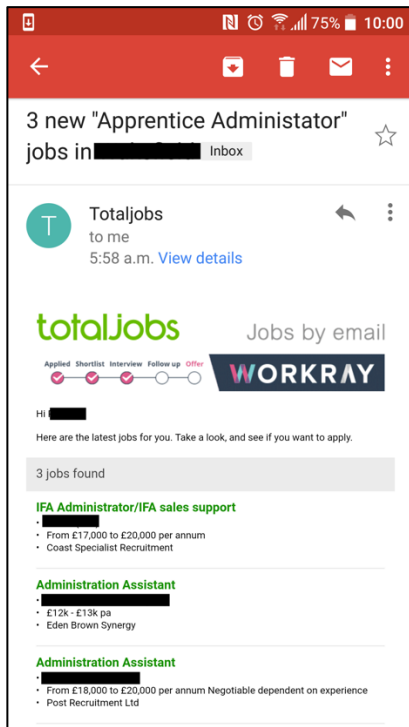 75% 10:00
3 new "Apprentice Administator"
jobs in Inbox
T
Totaljobs
to me
5:58 a.m. View details
totaljobs Jobs by email
Applied Shortlist Interview Follow up Offer
WORKRAY
Hi
Here are the latest jobs for you. Take a look, and see if you want to apply.
3 jobs found
IFA Administrator/IFA sales support
•
• From £17,000 to £20,000 per annum
• Coast Specialist Recruitment
Administration Assistant
•
• £12k - £13k pa
• Eden Brown Synergy
Administration Assistant
•
• From £18,000 to £20,000 per annum Negotiable dependent on experience
• Post Recruitment Ltd